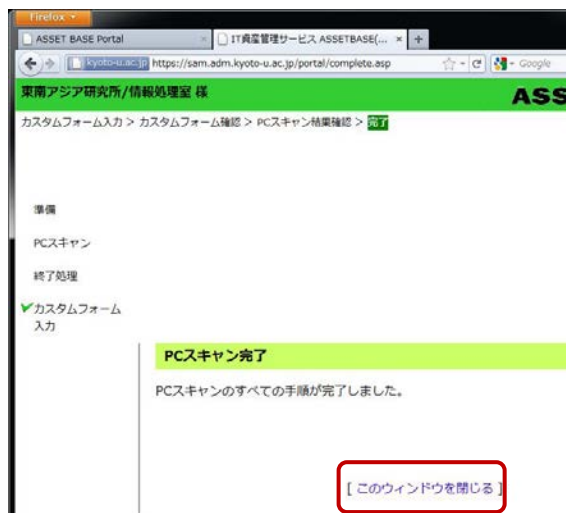 Firefox
ASSET BASE Portal
IT資産管理サービス ASSETBASE(...
kyoto-u.ac.jp https://sam.adm.kyoto-u.ac.jp/portal/complete.asp
Google
東南アジア研究所/情報処理室 様
ASS
カスタムフォーム入力 > カスタムフォーム確認 > PCスキャン結果確認 > 完了
準備
PCスキャン
終了処理
カスタムフォーム
入力
PCスキャン完了
PCスキャンのすべての手順が完了しました。
[ このウィンドウを閉じる ]